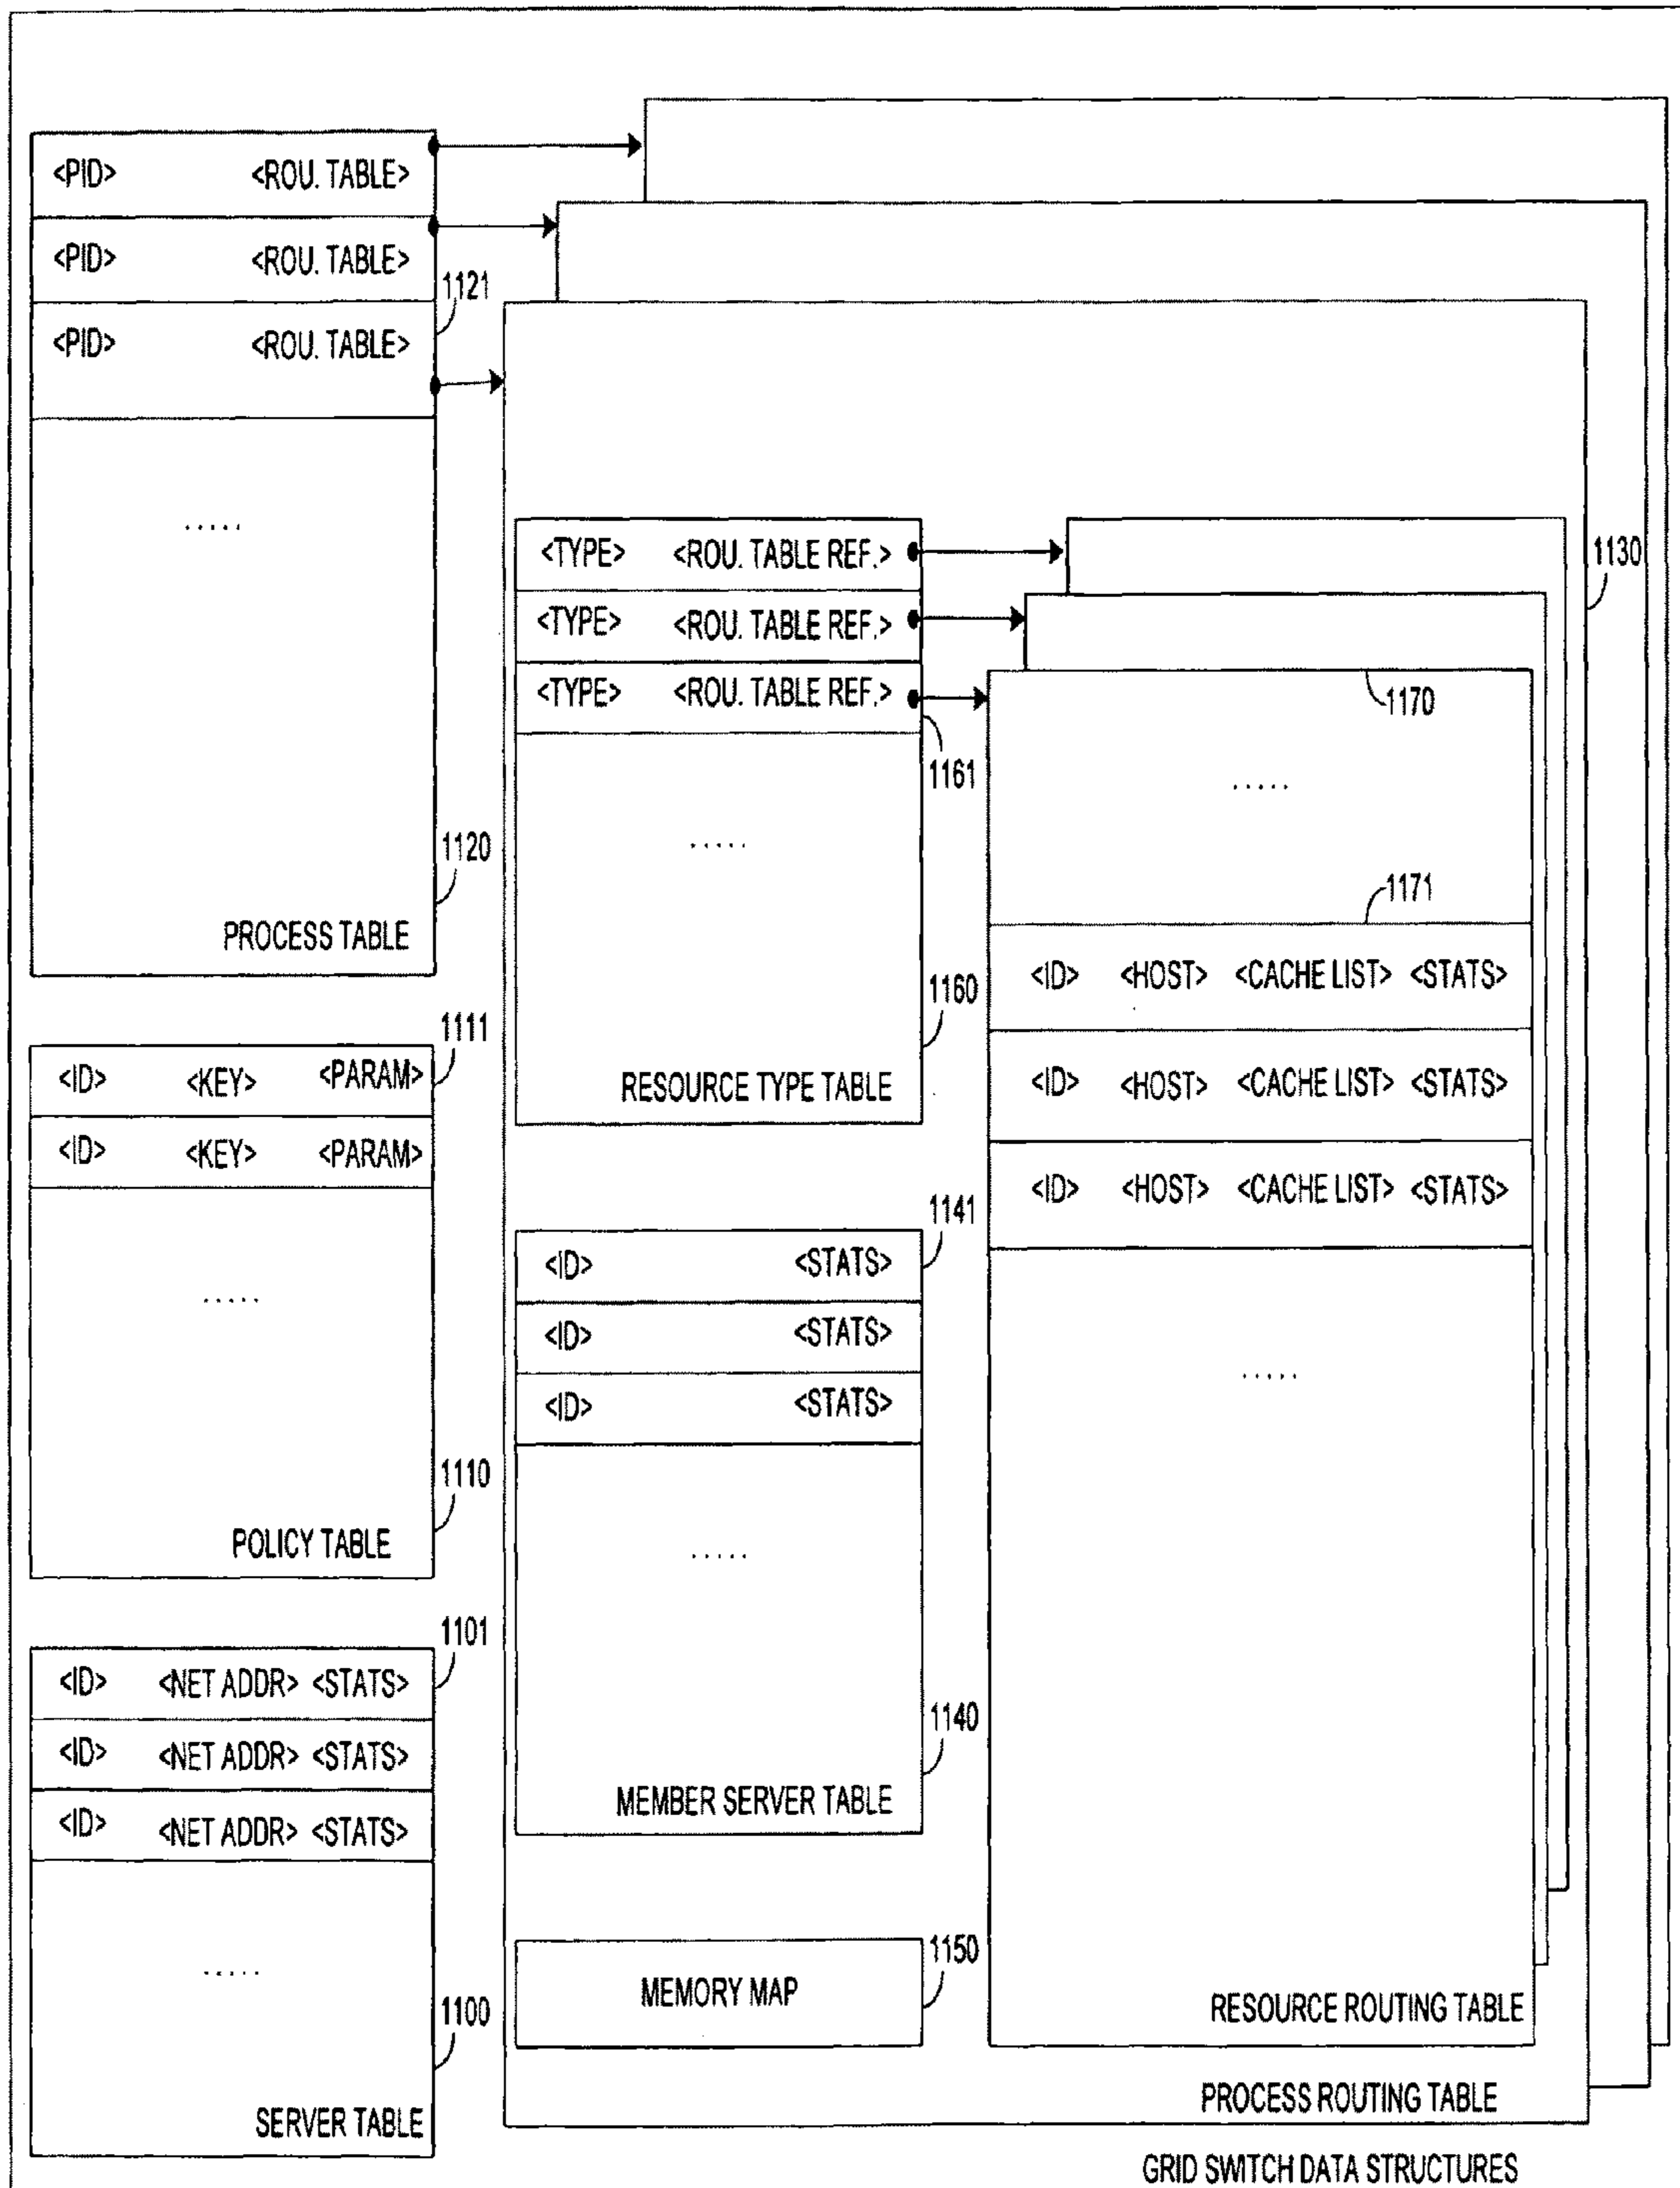 <PID> <ROU. TABLE>
<PID> <ROU. TABLE>
1121
<PID> <ROU. TABLE>
.....
1120
PROCESS TABLE
1111
<ID> <KEY> <PARAM>
<ID> <KEY> <PARAM>
.....
1110
POLICY TABLE
1101
<ID> <NET ADDR> <STATS>
<ID> <NET ADDR> <STATS>
<ID> <NET ADDR> <STATS>
.....
1100
SERVER TABLE
<TYPE> <ROU. TABLE REF.>
<TYPE> <ROU. TABLE REF.>
<TYPE> <ROU. TABLE REF.>
1161
.....
1160
RESOURCE TYPE TABLE
1141
<ID> <STATS>
<ID> <STATS>
<ID> <STATS>
.....
1140
MEMBER SERVER TABLE
1150
MEMORY MAP
1130
1170
.....
1171
<ID> <HOST> <CACHE LIST> <STATS>
<ID> <HOST> <CACHE LIST> <STATS>
<ID> <HOST> <CACHE LIST> <STATS>
.....
RESOURCE ROUTING TABLE
PROCESS ROUTING TABLE
GRID SWITCH DATA STRUCTURES